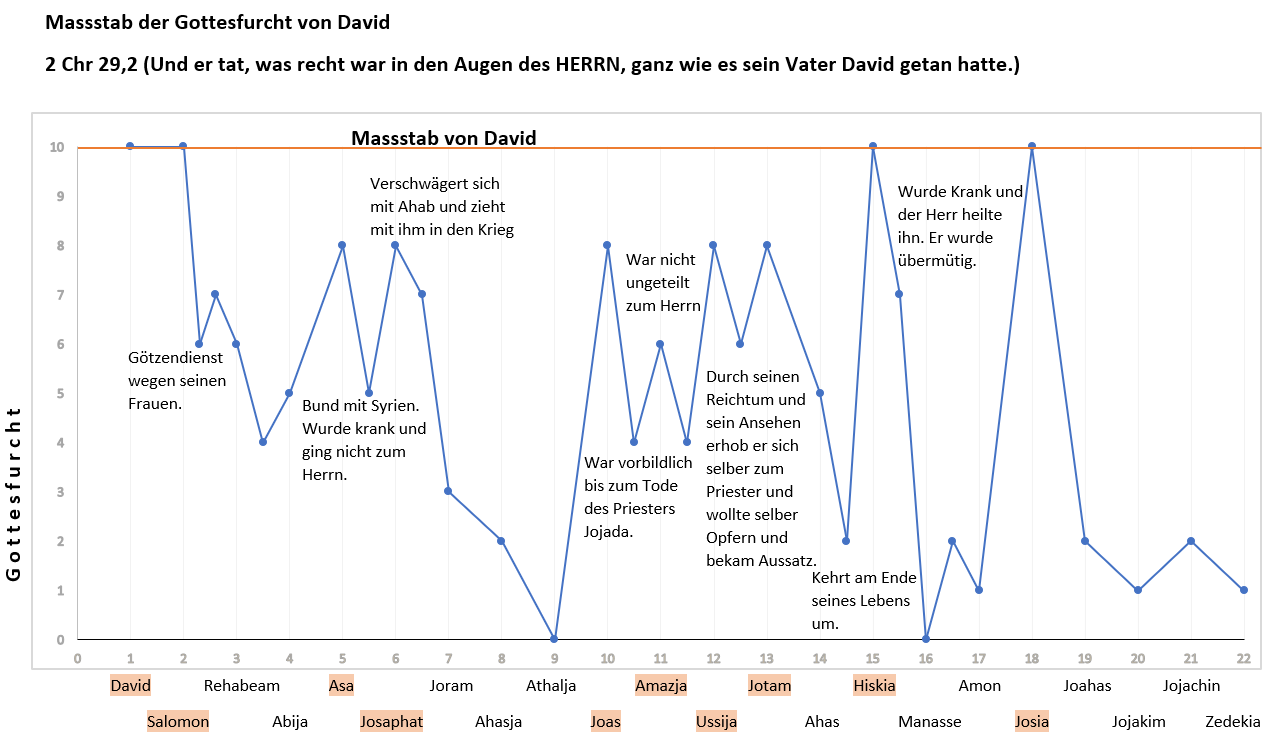 Massstab der Gottesfurcht von David
2 Chr 29,2 (Und er tat, was recht war in den Augen des HERRN, ganz wie es sein Vater David getan hatte.)
Massstab von David
Verschwägert sich
mit Ahab und zieht
mit ihm in den Krieg
Wurde Krank und
der Herr heilte
ihn. Er wurde
übermütig.
War nicht
ungeteilt
zum Herrn
Götzendienst
wegen seinen
Frauen.
Bund mit Syrien.
Wurde krank und
ging nicht zum
Herrn.
War vorbildlich
bis zum Tode
des Priesters
Jojada.
Durch seinen
Reichtum und
sein Ansehen
erhob er sich
selber zum
Priester und
wollte selber
Opfern und
bekam Aussatz.
Kehrt am Ende
seines Lebens
um.
Gottesfurcht
10
9
8
7
6
5
4
3
2
1
0
0 1 2 3 4 5 6 7 8 9 10 11 12 13 14 15 16 17 18 19 20 21 22
David Rehabeam Asa Joram Athalja Amazja Jotam Hiskia Amon Joahas Jojachin
Salomon Abija Josaphat Ahasja Joas Ussija Ahas Manasse Josia Jojakim Zedekia